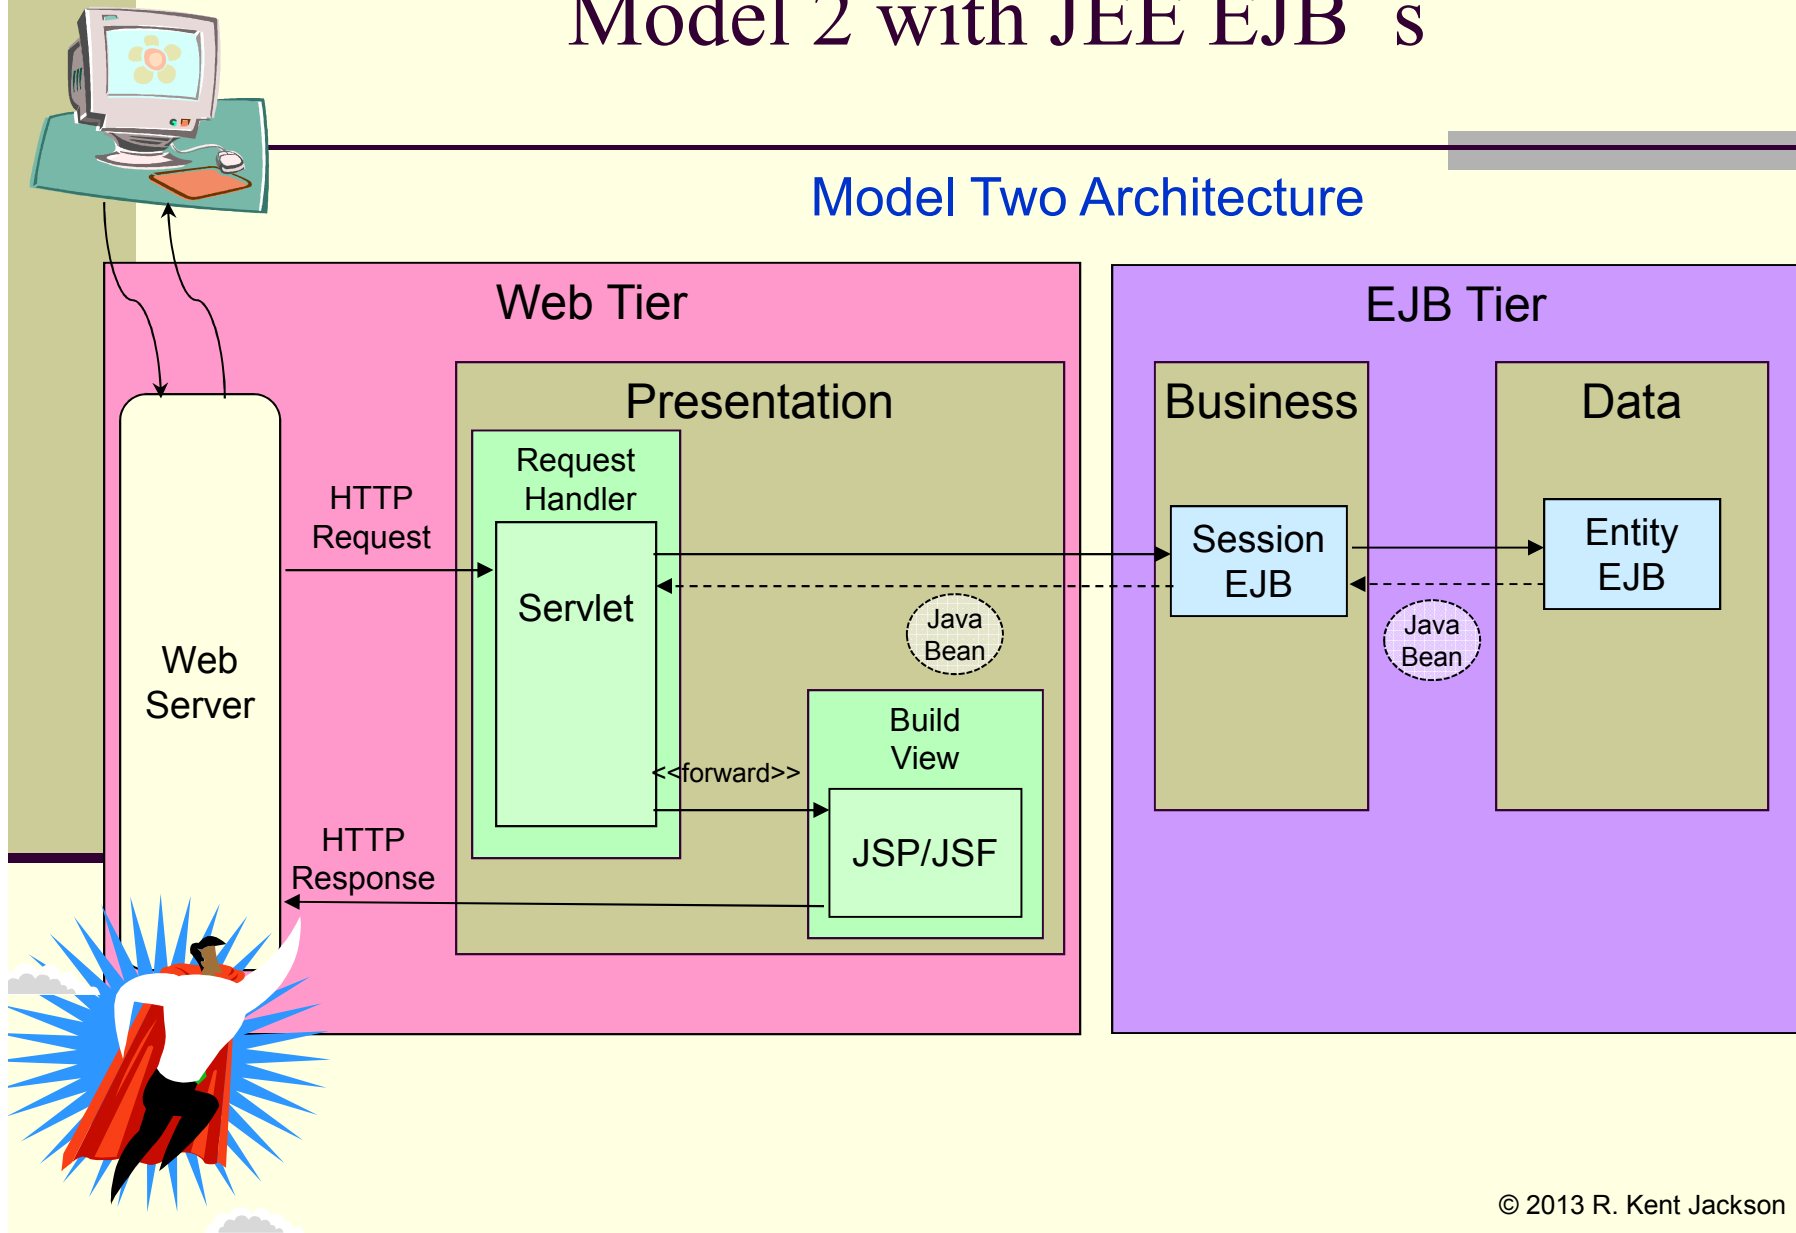 Model 2 with JEE EJB s
Model Two Architecture
Web Tier
EJB Tier
Presentation
Business
Data
Request
Handler
HTTP
Request
Session
EJB
Entity
EJB
Servlet
Java
Bean
Java
Bean
Web
Server
Build
View
<<forward>>
JSP/JSF
HTTP
Response
© 2013 R. Kent Jackson